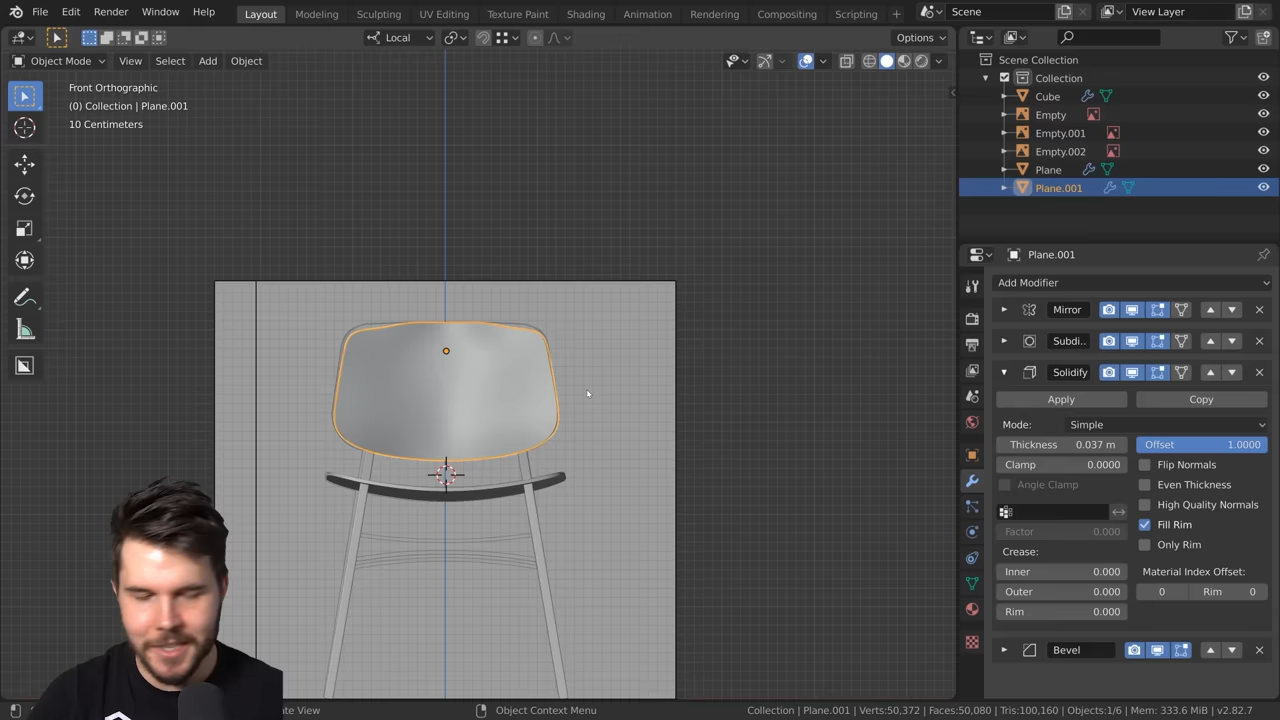 File Edit Render Window Help Layout Modeling Sculpting UV Editing Texture Paint Shading Animation Rendering Compositing Scripting + Scene View Layer
Local Options
Object Mode View Select Add Object
Front Orthographic
(0) Collection | Plane.001
10 Centimeters
Scene Collection
Collection
Cube
Empty
Empty.001
Empty.002
Plane
Plane.001
Plane.001
Add Modifier
Mirror
Subdi..
Solidify
Apply Copy
Mode: Simple
Thickness 0.037 m Offset 1.0000
Clamp 0.0000 Flip Normals
Angle Clamp Even Thickness
High Quality Normals
Factor 0.000 Fill Rim
Crease: Only Rim
Inner 0.000 Material Index Offset:
Outer 0.000 0 Rim 0
Rim 0.000
Bevel
View Object Context Menu Collection | Plane.001 | Verts:50,372 | Faces:50,080 | Tris:100,160 | Objects:1/6 | Mem: 333.6 MiB | v2.82.7